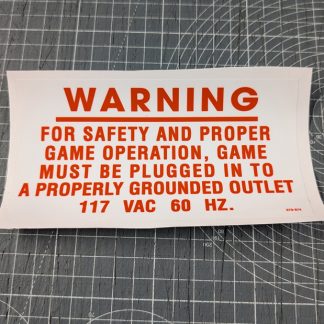 WARNING
FOR SAFETY AND PROPER
GAME OPERATION, GAME
MUST BE PLUGGED IN TO
A PROPERLY GROUNDED OUTLET
117 VAC 60 HZ.